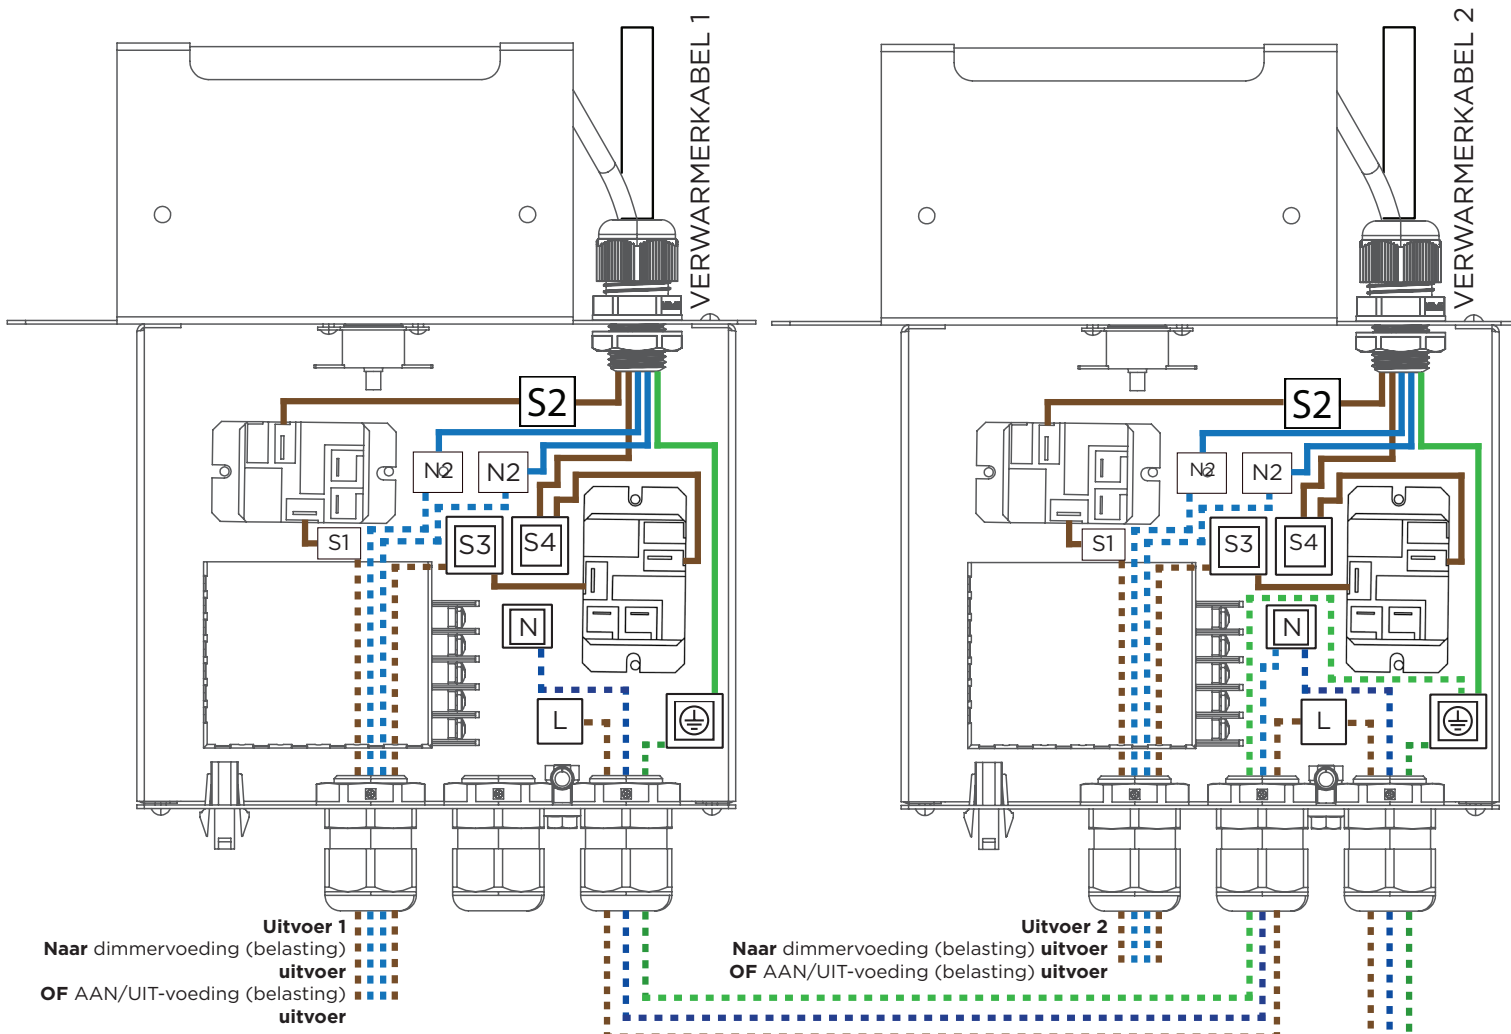 VERWARMERKABEL 1
S2
N2
N2
S1
S3
S4
N
L
Uitvoer 1
Naar dimmervoeding (belasting)
uitvoer
OF AAN/UIT-voeding (belasting)
uitvoer
VERWARMERKABEL 2
S2
N2
N2
S1
S3
S4
N
L
Uitvoer 2
Naar dimmervoeding (belasting) uitvoer
OF AAN/UIT-voeding (belasting) uitvoer